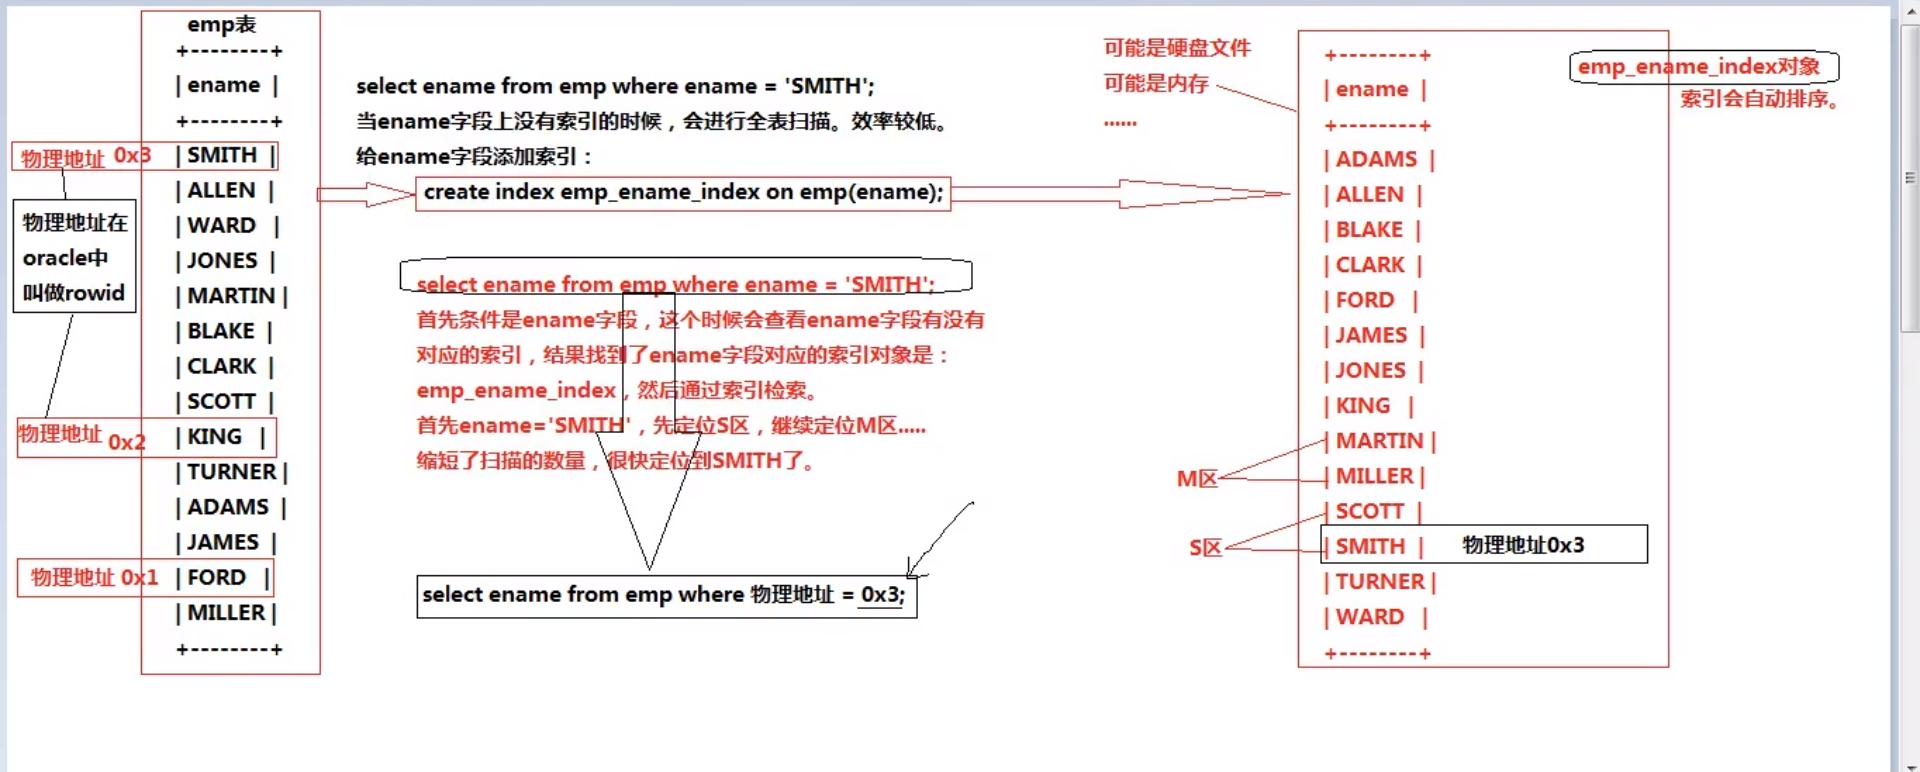 emp表
+--------+
| ename |
+--------+
| SMITH |
| ALLEN |
| WARD |
| JONES |
| MARTIN |
| BLAKE |
| CLARK |
| SCOTT |
| KING |
| TURNER |
| ADAMS |
| JAMES |
| FORD |
| MILLER |
+--------+
物理地址 0x3
物理地址在
oracle中
叫做rowid
物理地址 0x2
物理地址 0x1
select ename from emp where ename = 'SMITH';
当ename字段上没有索引的时候，会进行全表扫描。效率较低。
给ename字段添加索引：
create index emp_ename_index on emp(ename);
select ename from emp where ename = 'SMITH';
首先条件是ename字段，这个时候会查看ename字段有没有
对应的索引，结果找到了ename字段对应的索引对象是：
emp_ename_index，然后通过索引检索。
首先ename='SMITH'，先定位S区，继续定位M区.....
缩短了扫描的数量，很快定位到SMITH了。
select ename from emp where 物理地址 = 0x3;
可能是硬盘文件
可能是内存
......
+--------+
| ename |
+--------+
| ADAMS |
| ALLEN |
| BLAKE |
| CLARK |
| FORD |
| JAMES |
| JONES |
| KING |
| MARTIN |
| MILLER |
| SCOTT |
| SMITH | 物理地址0x3
| TURNER |
| WARD |
+--------+
M区
S区
emp_ename_index对象
索引会自动排序。